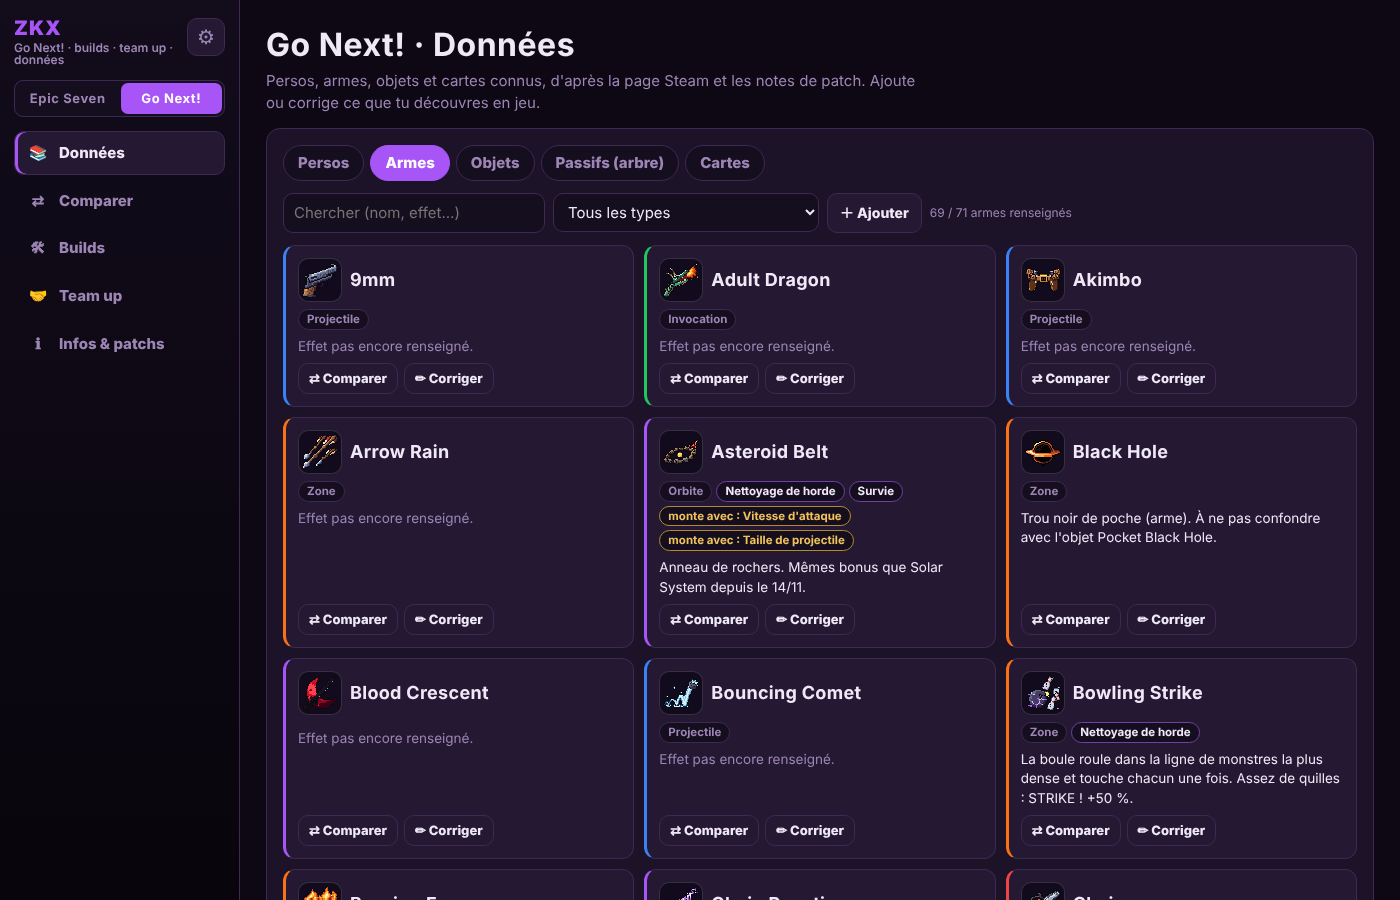 ZKX
Go Next! · builds · team up ·
données
⚙
Epic Seven
Go Next!
📚 Données
⇄ Comparer
🛠 Builds
🤝 Team up
ℹ Infos & patchs
Go Next! · Données
Persos, armes, objets et cartes connus, d'après la page Steam et les notes de patch. Ajoute
ou corrige ce que tu découvres en jeu.
Persos
Armes
Objets
Passifs (arbre)
Cartes
Chercher (nom, effet...)
Tous les types
+ Ajouter
69 / 71 armes renseignés
9mm
Projectile
Effet pas encore renseigné.
⇄ Comparer
✏ Corriger
Adult Dragon
Invocation
Effet pas encore renseigné.
⇄ Comparer
✏ Corriger
Akimbo
Projectile
Effet pas encore renseigné.
⇄ Comparer
✏ Corriger
Arrow Rain
Zone
Effet pas encore renseigné.
⇄ Comparer
✏ Corriger
Asteroid Belt
Orbite
Nettoyage de horde
Survie
monte avec : Vitesse d'attaque
monte avec : Taille de projectile
Anneau de rochers. Mêmes bonus que Solar
System depuis le 14/11.
⇄ Comparer
✏ Corriger
Black Hole
Zone
Trou noir de poche (arme). À ne pas confondre
avec l'objet Pocket Black Hole.
⇄ Comparer
✏ Corriger
Blood Crescent
Effet pas encore renseigné.
⇄ Comparer
✏ Corriger
Bouncing Comet
Projectile
Effet pas encore renseigné.
⇄ Comparer
✏ Corriger
Bowling Strike
Zone
Nettoyage de horde
La boule roule dans la ligne de monstres la plus
dense et touche chacun une fois. Assez de quilles
: STRIKE ! +50 %.
⇄ Comparer
✏ Corriger